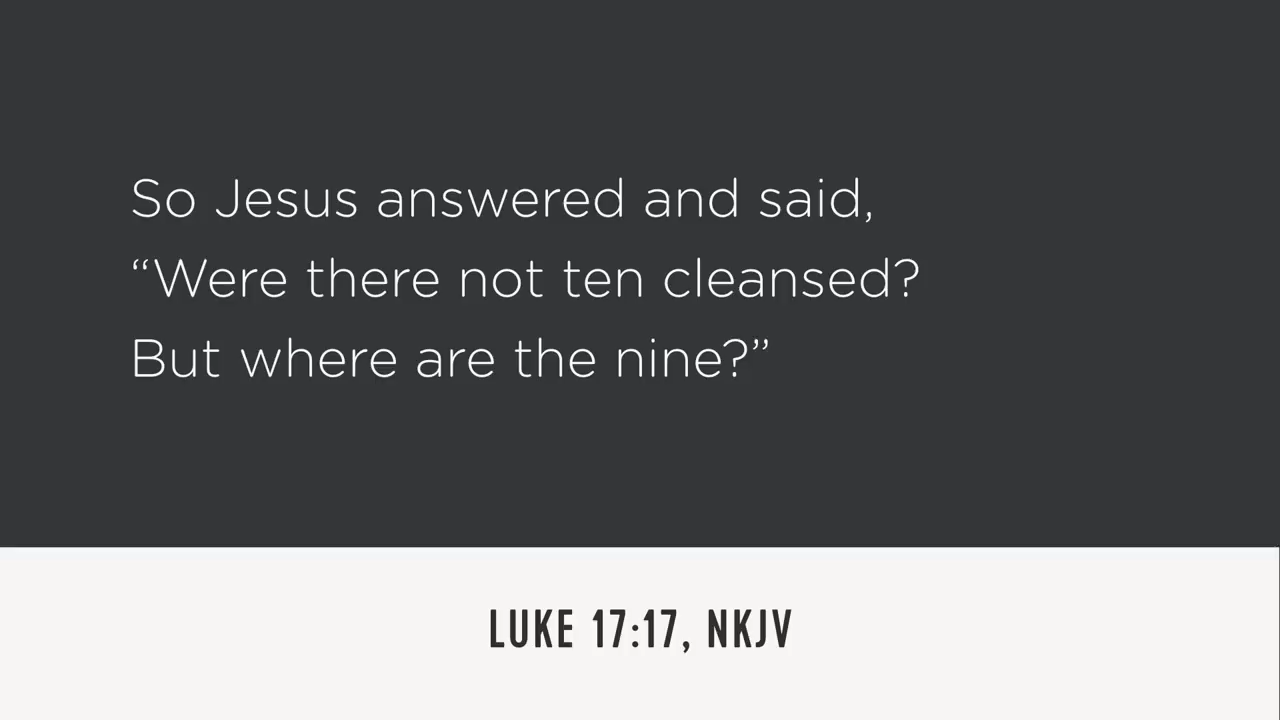 So Jesus answered and said,
“Were there not ten cleansed?
But where are the nine?”
LUKE 17:17, NKJV